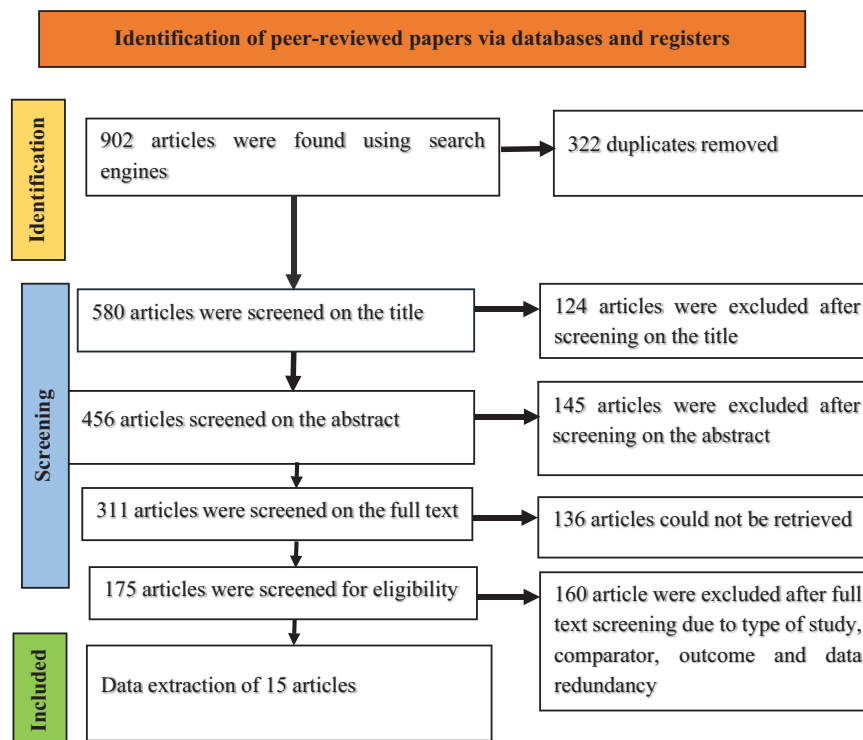 Identification of peer-reviewed papers via databases and registers
Identification
902 articles were found using search
engines
322 duplicates removed
Screening
580 articles were screened on the title
124 articles were excluded after
screening on the title
456 articles screened on the abstract
145 articles were excluded after
screening on the abstract
311 articles were screened on the full text
136 articles could not be retrieved
175 articles were screened for eligibility
160 article were excluded after full
text screening due to type of study,
comparator, outcome and data
redundancy
Included
Data extraction of 15 articles